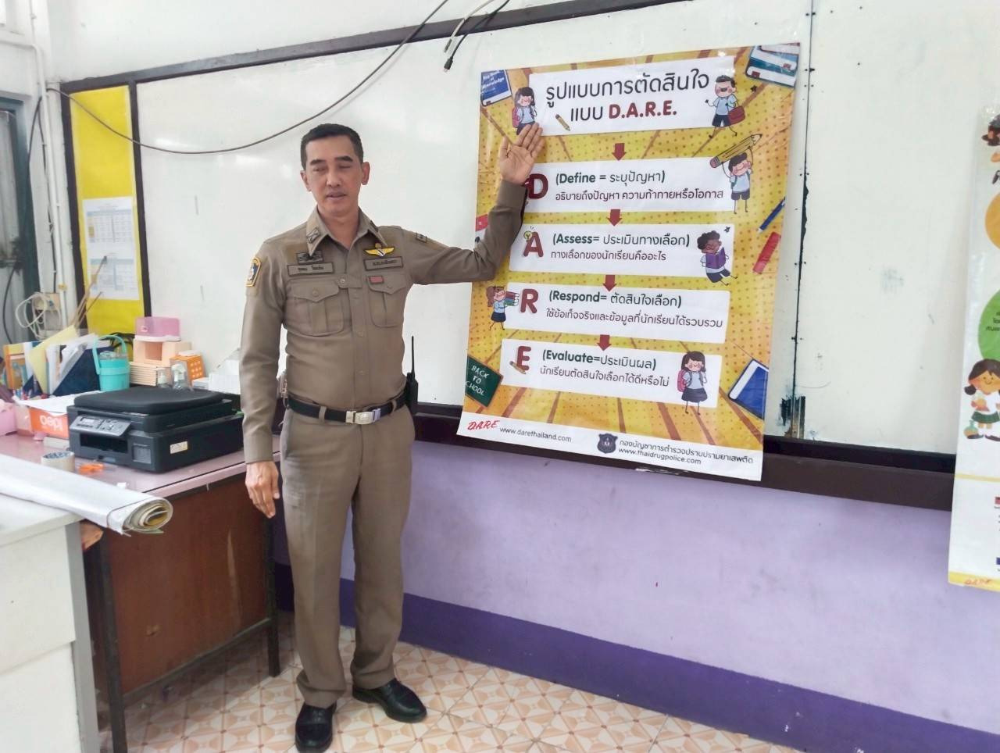 รูปแบบการตัดสินใจ
แบบ D.A.R.E.
D (Define = ระบุปัญหา)
อธิบายถึงปัญหา ความท้าทายหรือโอกาส
A (Assess= ประเมินทางเลือก)
ทางเลือกของนักเรียนคืออะไร
R (Respond= ตัดสินใจเลือก)
ใช้ข้อเท็จจริงและข้อมูลที่นักเรียนได้รวบรวม
E (Evaluate=ประเมินผล)
นักเรียนตัดสินใจเลือกได้ดีหรือไม่
BACK
TO
SCHOOL
D.A.R.E www.darethailand.com
กองบัญชาการตำรวจปราบปรามยาเสพติด
www.thaidrugpolice.com
idea